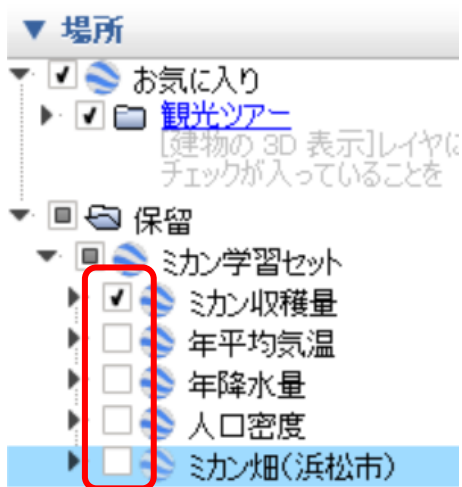 場所
お気に入り
観光ツアー
[建物の 3D 表示]レイヤに
チェックが入っていることを
保留
ミカン学習セット
ミカン収穫量
年平均気温
年降水量
人口密度
ミカン畑(浜松市)